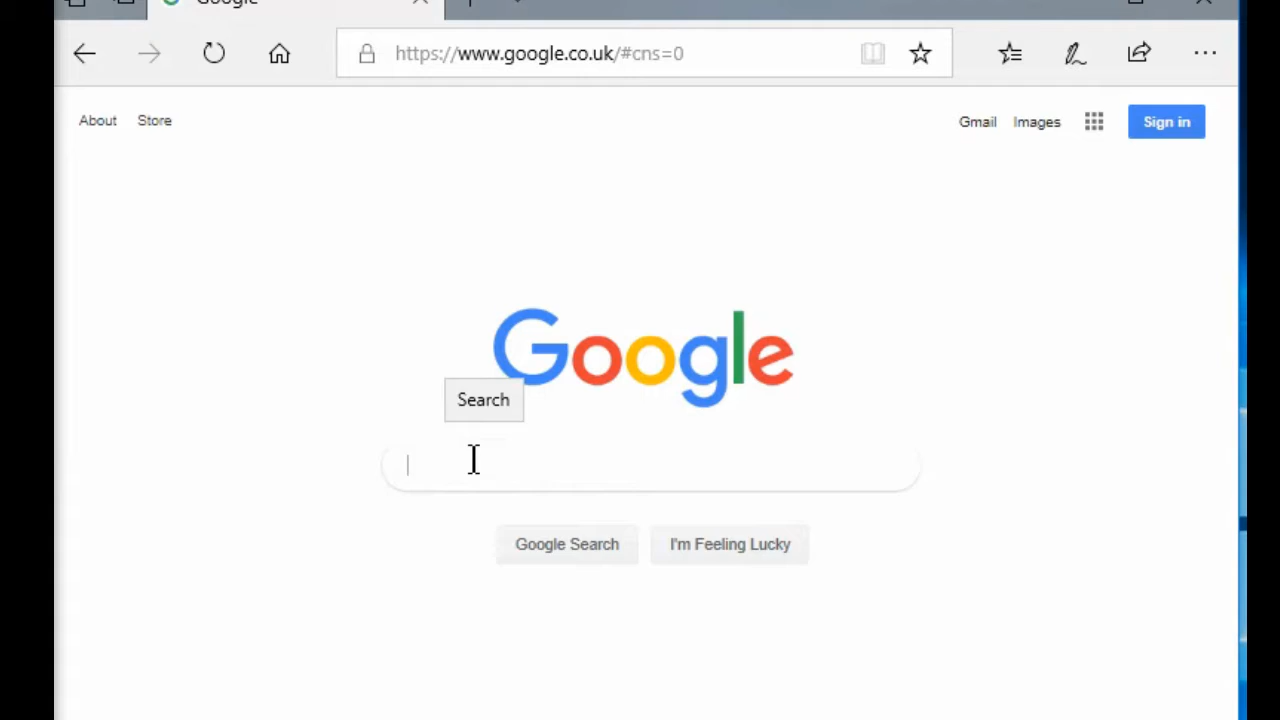 Google
https://www.google.co.uk/#cns=0
About Store Gmail Images Sign in
Google
Search
Google Search I'm Feeling Lucky